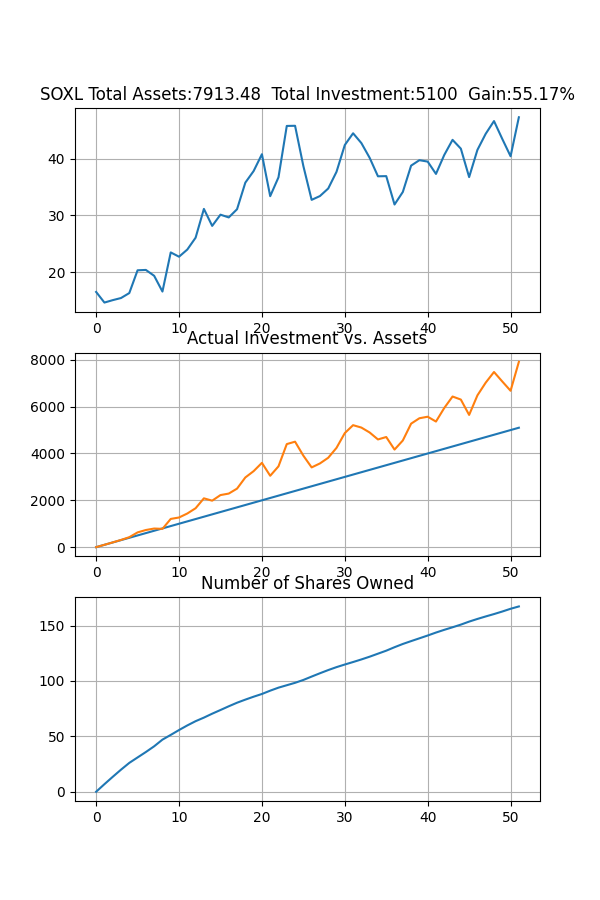 SOXL Total Assets:7913.48  Total Investment:5100  Gain:55.17%
40
30
20
0 10 20 30 40 50
Actual Investment vs. Assets
8000
6000
4000
2000
0
0 10 20 30 40 50
Number of Shares Owned
150
100
50
0
0 10 20 30 40 50